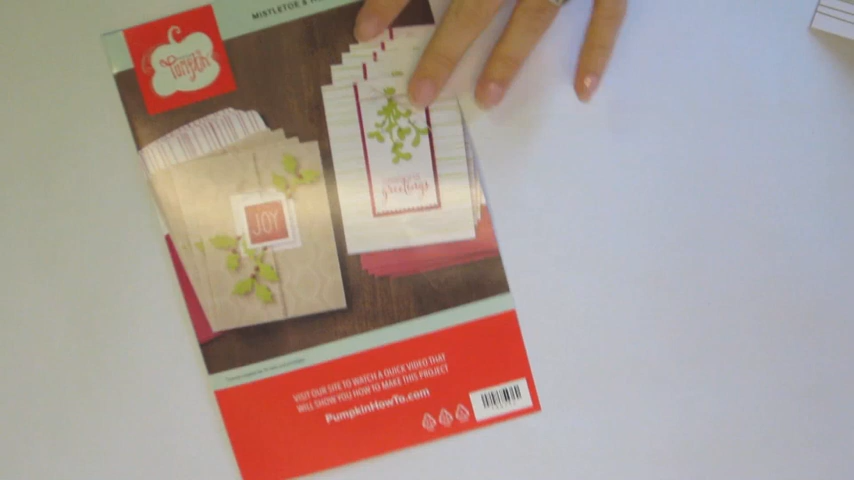 MISTLETOE &
Tonight
JOY
greetings
VISIT OUR SITE TO WATCH A QUICK VIDEO THAT
WILL SHOW YOU HOW TO MAKE THIS PROJECT
PumpkinHowTo.com